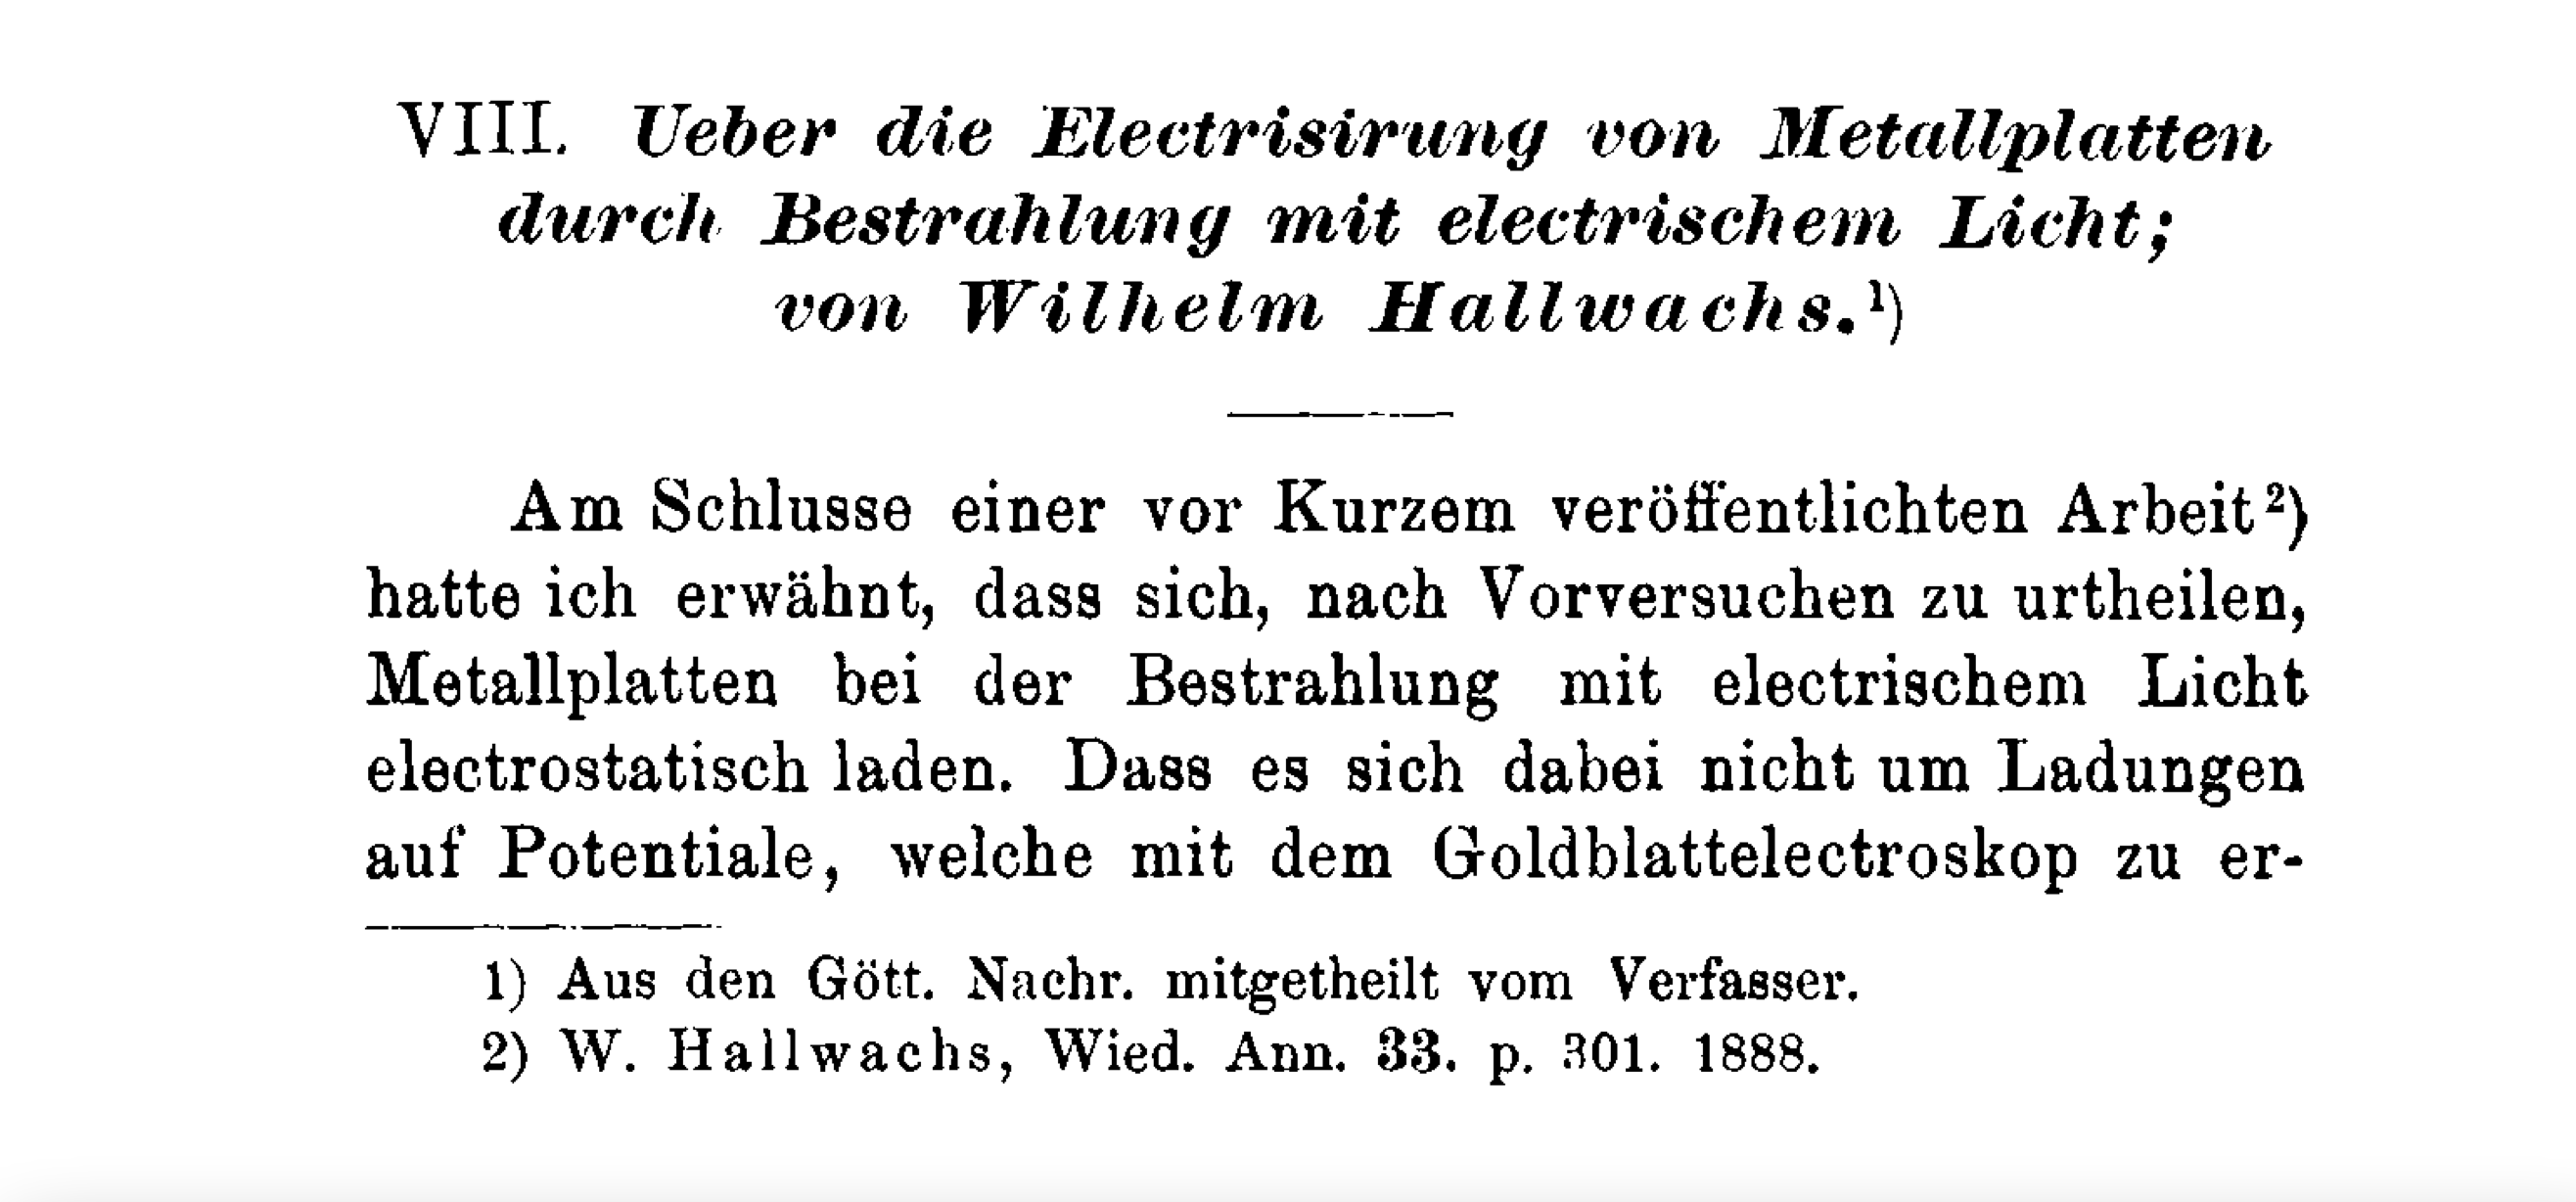 VIII. Ueber die Electrisirung von Metallplatten
durch Bestrahlung mit electrischem Licht;
von Wilhelm Hallwachs.¹)
Am Schlusse einer vor Kurzem veröffentlichten Arbeit²)
hatte ich erwähnt, dass sich, nach Vorversuchen zu urtheilen,
Metallplatten bei der Bestrahlung mit electrischem Licht
electrostatisch laden. Dass es sich dabei nicht um Ladungen
auf Potentiale, welche mit dem Goldblattelectroskop zu er-
1) Aus den Gött. Nachr. mitgetheilt vom Verfasser.
2) W. Hallwachs, Wied. Ann. 33. p. 301. 1888.